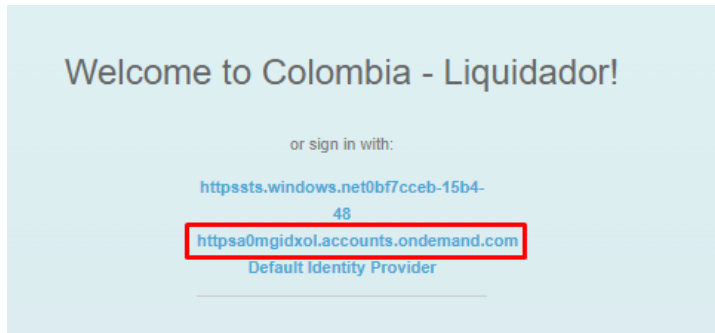 Welcome to Colombia - Liquidador!
or sign in with:
httpssts.windows.net0bf7cceb-15b4-
48
httpsa0mgidxol.accounts.ondemand.com
Default Identity Provider